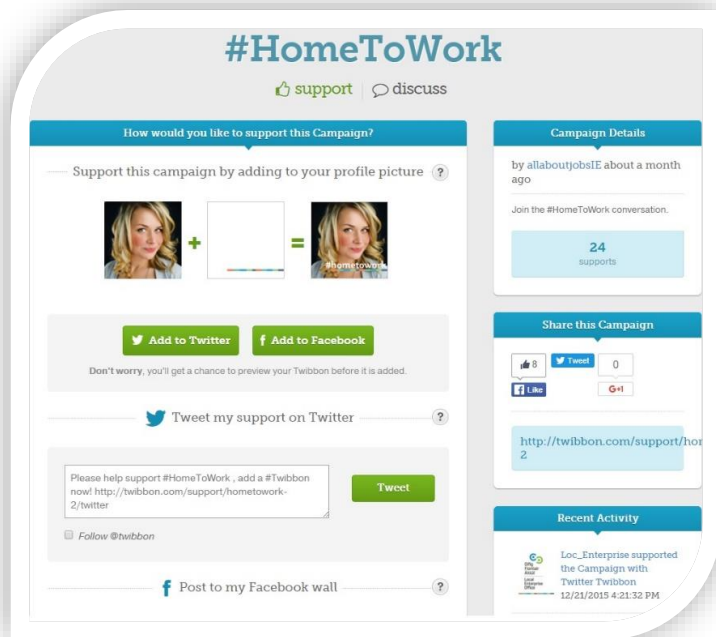 #HomeToWork
support discuss
How would you like to support this Campaign?
Support this campaign by adding to your profile picture ?
+ =
#hometowork
Add to Twitter Add to Facebook
Don't worry, you'll get a chance to preview your Twibbon before it is added.
Tweet my support on Twitter ?
Please help support #HomeToWork , add a #Twibbon
now! http://twibbon.com/support/hometowork-
2/twitter
Tweet
Follow @twibbon
Post to my Facebook wall ?
Campaign Details
by allaboutjobsIE about a month
ago
Join the #HomeToWork conversation.
24
supports
Share this Campaign
8 Tweet 0
Like G+1
http://twibbon.com/support/hor
2
Recent Activity
Loc_Enterprise supported
the Campaign with
Twitter Twibbon
12/21/2015 4:21:32 PM
Local
Enterprise
Office